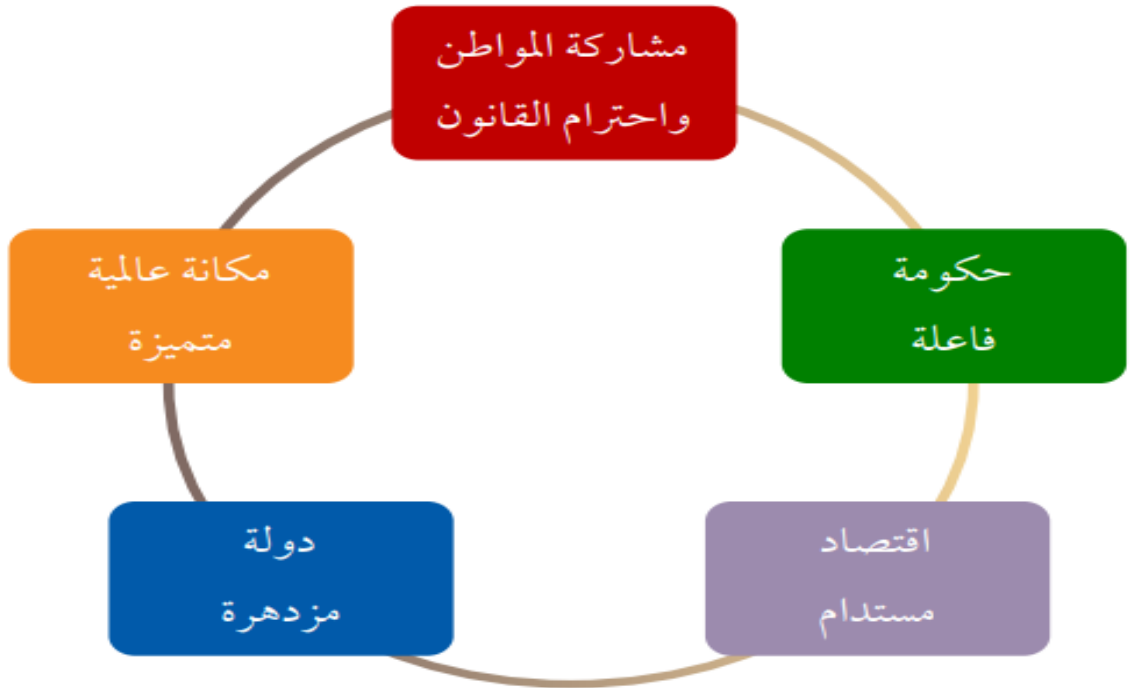 مشاركة المواطن
واحترام القانون
حكومة
فاعلة
اقتصاد
مستدام
دولة
مزدهرة
مكانة عالمية
متميزة